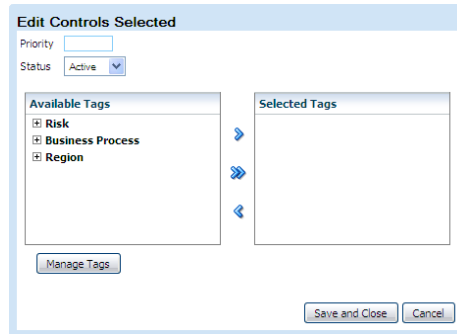 Edit Controls Selected
Priority
Status Active
Available Tags
Selected Tags
Risk
Business Process
Region
Manage Tags
Save and Close Cancel